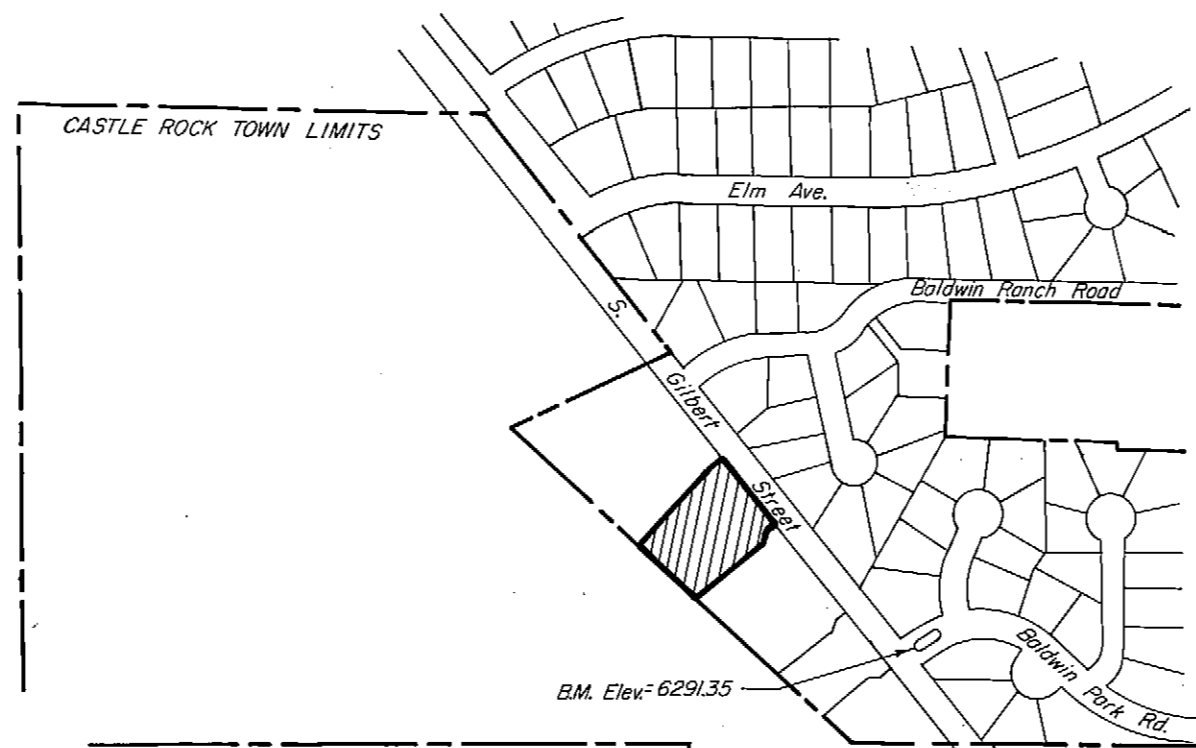 CASTLE ROCK TOWN LIMITS
Elm Ave.
Baldwin Ranch Road
S. Gilbert Street
B.M. Elev.= 6291.35
Baldwin Park Rd.